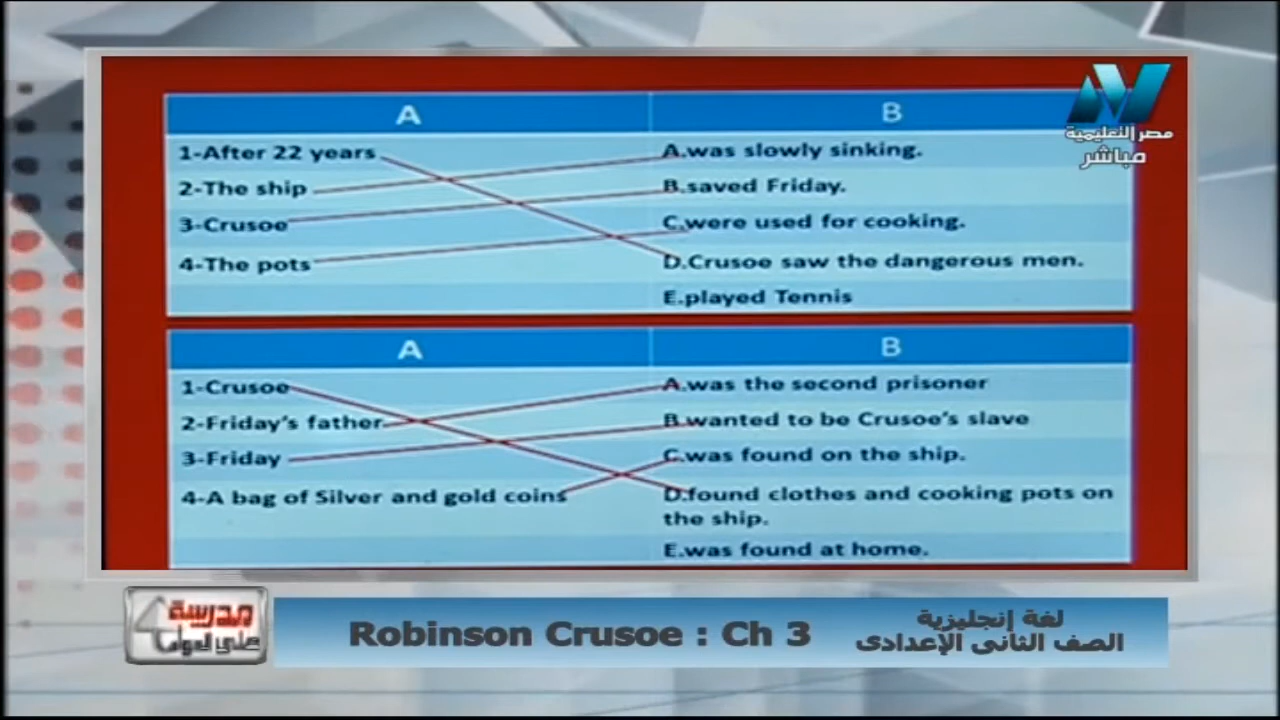 A B
1-After 22 years A.was slowly sinking.
2-The ship B.saved Friday.
3-Crusoe C.were used for cooking.
4-The pots D.Crusoe saw the dangerous men.
E.played Tennis
A B
1-Crusoe A.was the second prisoner
2-Friday's father B.wanted to be Crusoe's slave
3-Friday C.was found on the ship.
4-A bag of Silver and gold coins D.found clothes and cooking pots on
the ship.
E.was found at home.
مصر التعليمية
مباشر
مدرسة
على الهواء
Robinson Crusoe : Ch 3
لغة إنجليزية
الصف الثانى الإعدادى